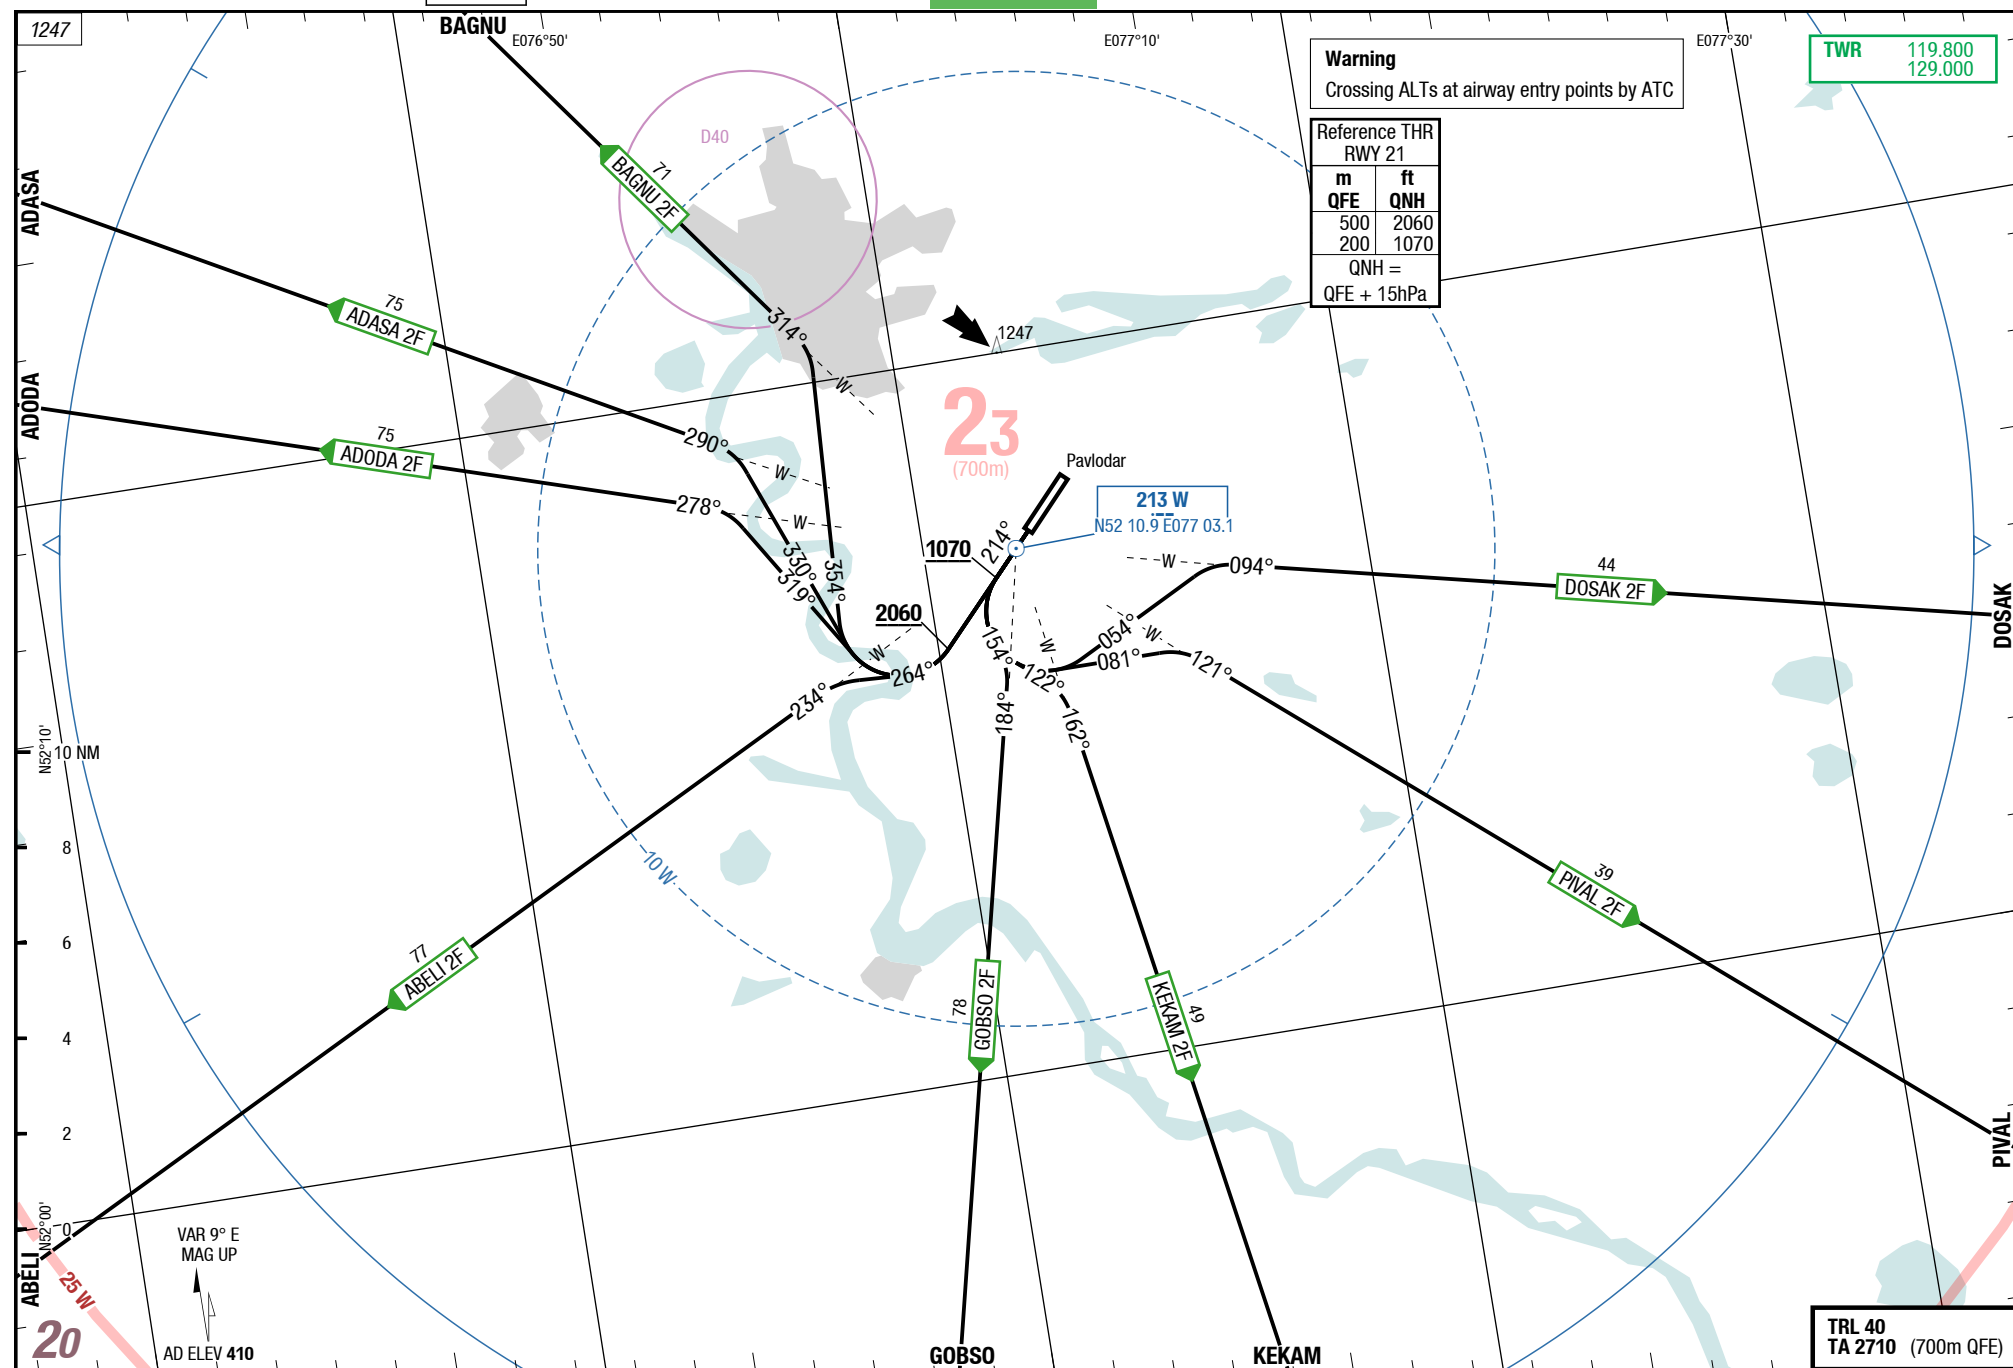 1247
BAGNU
E076°50'
E077°10'
E077°30'
Warning
Crossing ALTs at airway entry points by ATC
TWR 119.800
129.000
Reference THR
RWY 21
m ft
QFE QNH
500 2060
200 1070
QNH =
QFE + 15hPa
D40
71
BAGNU 2F
ADASA
75
ADASA 2F
314°
W
1247
ADODA
75
ADODA 2F
290°
W
23
(700m)
Pavlodar
278°
W
213 W
N52 10.9 E077 03.1
214°
1070
330°
319°
354°
2060
W
094°
44
DOSAK 2F
DOSAK
054°
W
081°
121°
154°
W
122°
W
264°
234°
184°
162°
N52°10'
10 NM
8
6
4
2
0
10 W
39
PIVAL 2F
PIVAL
77
ABELI 2F
78
GOBSO 2F
49
KEKAM 2F
N52°00'
ABELI
25 W
20
VAR 9° E
MAG UP
AD ELEV 410
GOBSO
KEKAM
TRL 40
TA 2710 (700m QFE)